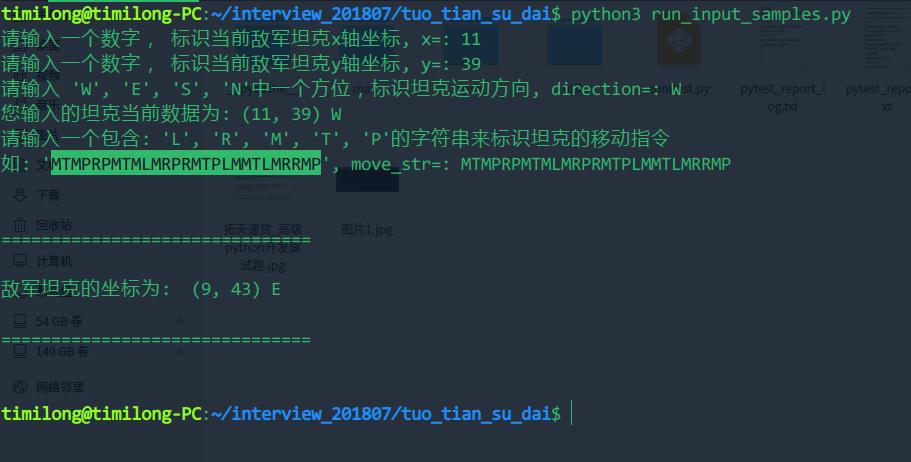 timilong@timilong-PC:~/interview_201807/tuo_tian_su_dai$ python3 run_input_samples.py
请输入一个数字 ， 标识当前敌军坦克x轴坐标, x=: 11
请输入一个数字 ， 标识当前敌军坦克y轴坐标, y=: 39
请输入 'W', 'E', 'S', 'N'中一个方位，标识坦克运动方向, direction=: W
您输入的坦克当前数据为: (11, 39) W
请输入一个包含: 'L', 'R', 'M', 'T', 'P'的字符串来标识坦克的移动指令
如: 'MTMPRPMTMLMRPRMTPLMMTLMRRMP', move_str=: MTMPRPMTMLMRPRMTPLMMTLMRRMP
===============================
敌军坦克的坐标为: (9, 43) E
===============================
timilong@timilong-PC:~/interview_201807/tuo_tian_su_dai$
pytest_report_l
og.txt
下载
回收站
计算机
54 GB 卷
149 GB 卷
网络邻居
拓天速贷_高级
python开发面
试题.jpg
图片1.jpg